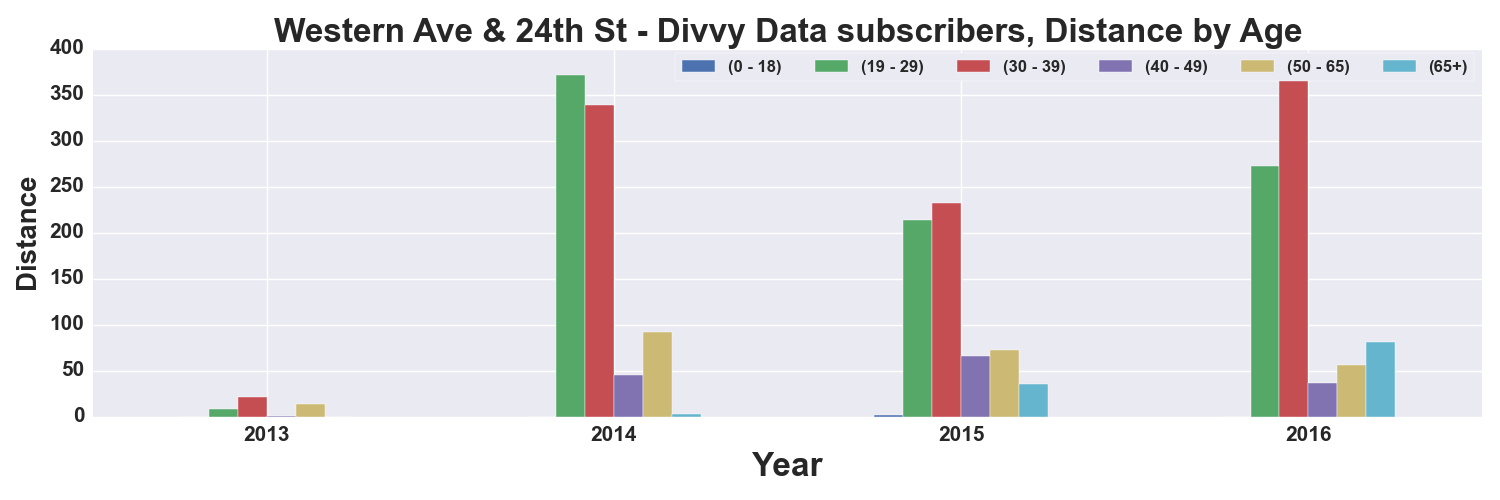 Western Ave & 24th St - Divvy Data subscribers, Distance by Age
(0 - 18) (19 - 29) (30 - 39) (40 - 49) (50 - 65) (65+)
Distance
400
350
300
250
200
150
100
50
0
2013 2014 2015 2016
Year